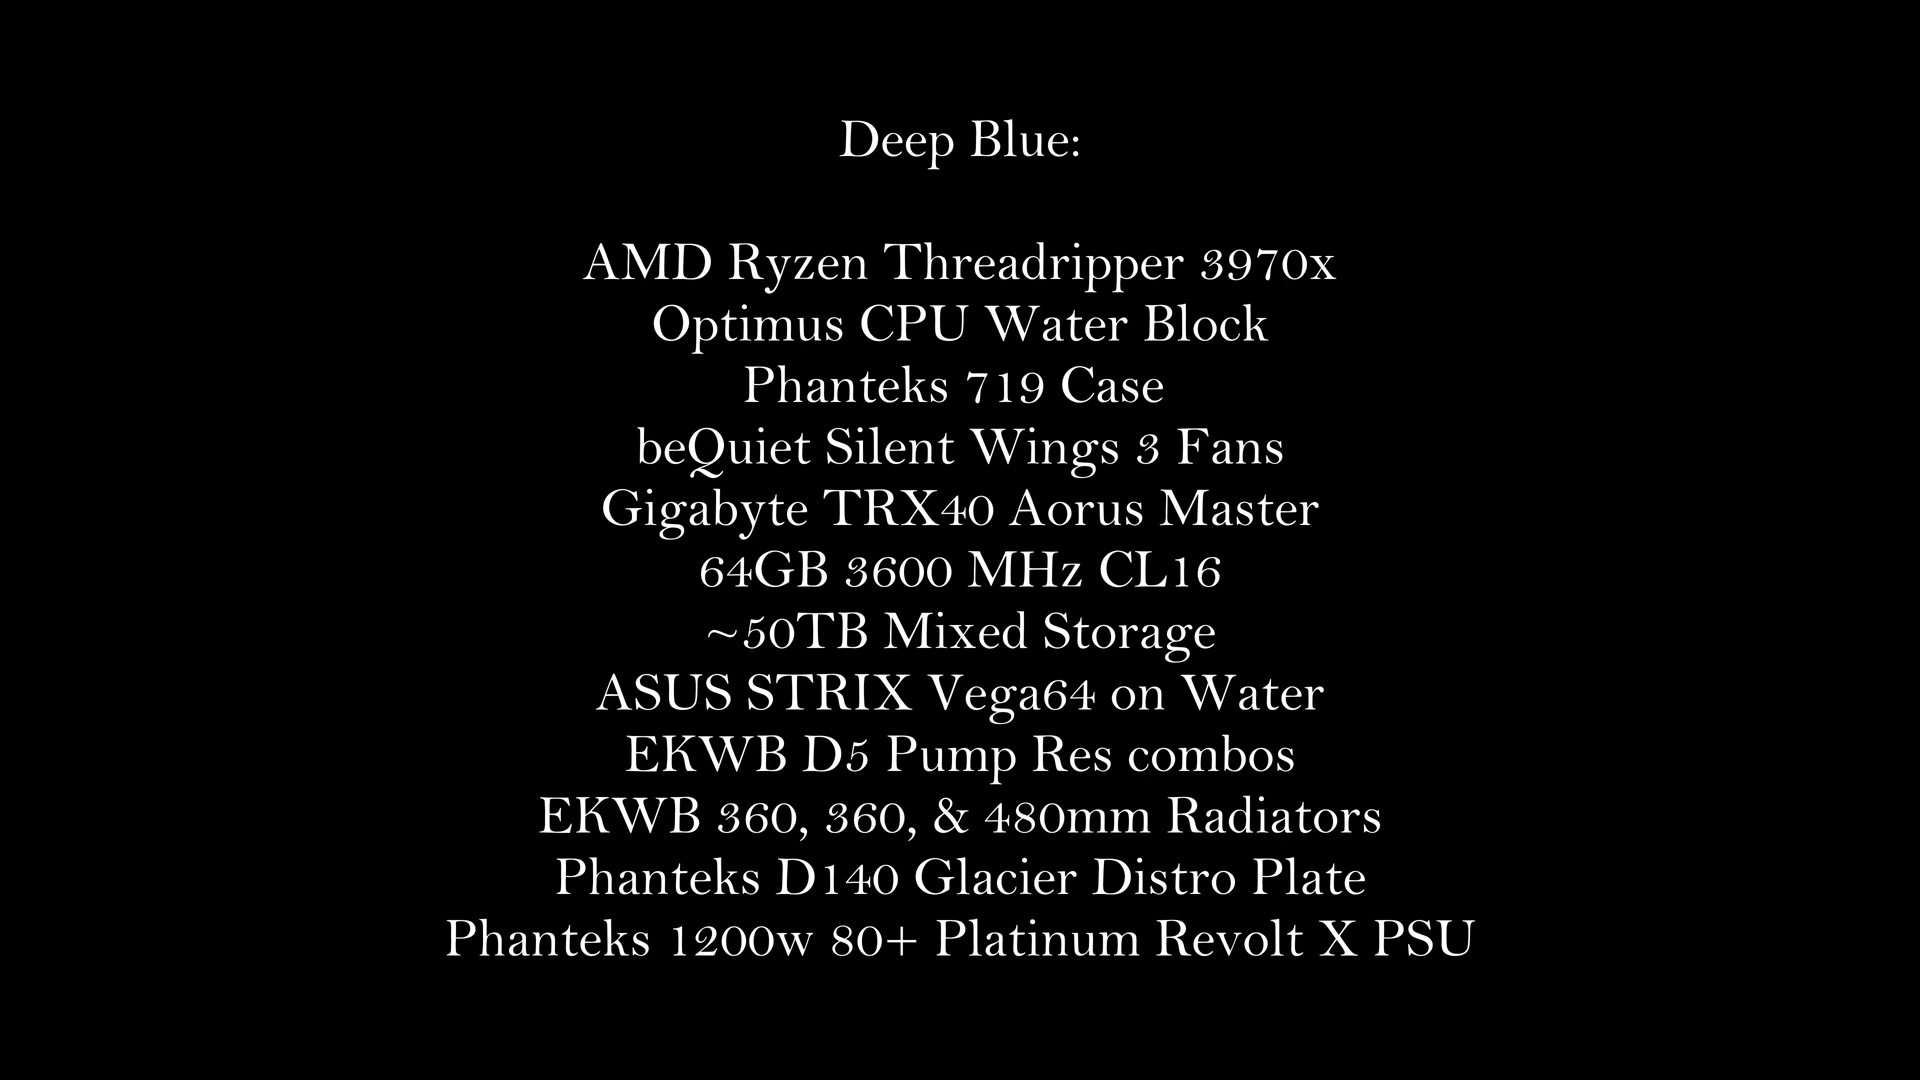 Deep Blue:
AMD Ryzen Threadripper 3970x
Optimus CPU Water Block
Phanteks 719 Case
beQuiet Silent Wings 3 Fans
Gigabyte TRX40 Aorus Master
64GB 3600 MHz CL16
~50TB Mixed Storage
ASUS STRIX Vega64 on Water
EKWB D5 Pump Res combos
EKWB 360, 360, & 480mm Radiators
Phanteks D140 Glacier Distro Plate
Phanteks 1200w 80+ Platinum Revolt X PSU